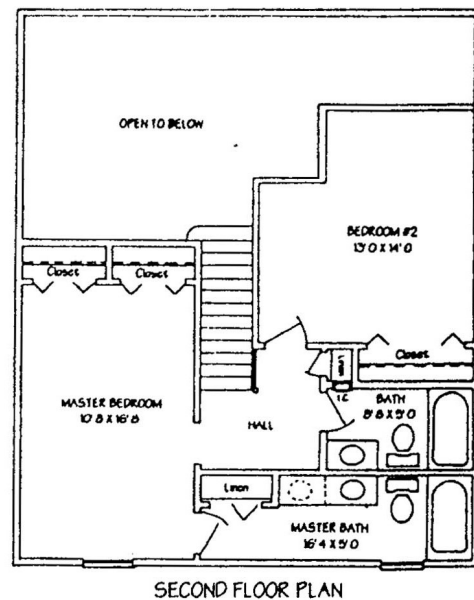 OPEN TO BELOW
BEDROOM #2
13'0 X 14'0
Closet
Closet
Closet
Linen
MASTER BEDROOM
10'8 X 16'8
BATH
8'8 X 5'0
HALL
Linen
MASTER BATH
16'4 X 5'0
SECOND FLOOR PLAN